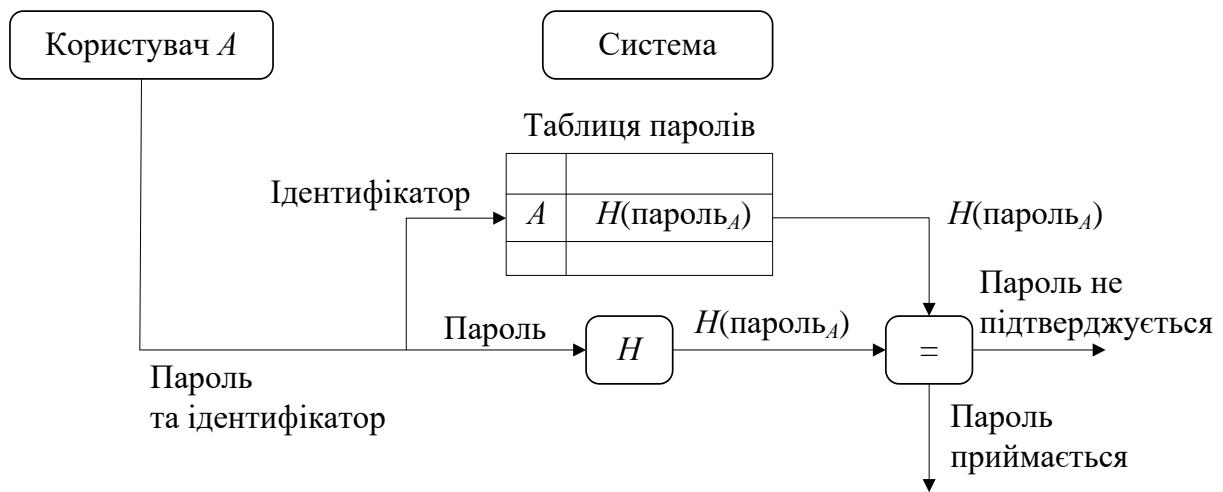 Користувач A
Система
Таблиця паролів
Ідентифікатор
A H(парольA)
H(парольA)
Пароль не
підтверджується
Пароль
H
H(парольA)
=
Пароль
та ідентифікатор
Пароль
приймається